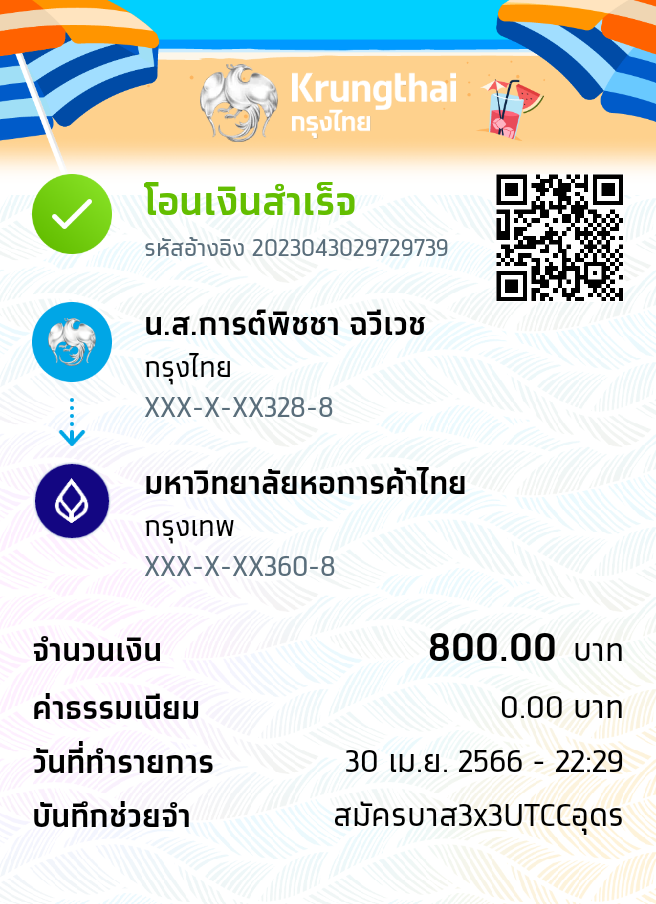 Krungthai
กรุงไทย
โอนเงินสำเร็จ
รหัสอ้างอิง 2023043029729739
น.ส.การต์พิชชา ฉวีเวช
กรุงไทย
XXX-X-XX328-8
มหาวิทยาลัยหอการค้าไทย
กรุงเทพ
XXX-X-XX360-8
จำนวนเงิน 800.00 บาท
ค่าธรรมเนียม 0.00 บาท
วันที่ทำรายการ 30 เม.ย. 2566 - 22:29
บันทึกช่วยจำ สมัครบาส3x3UTCCอุดร